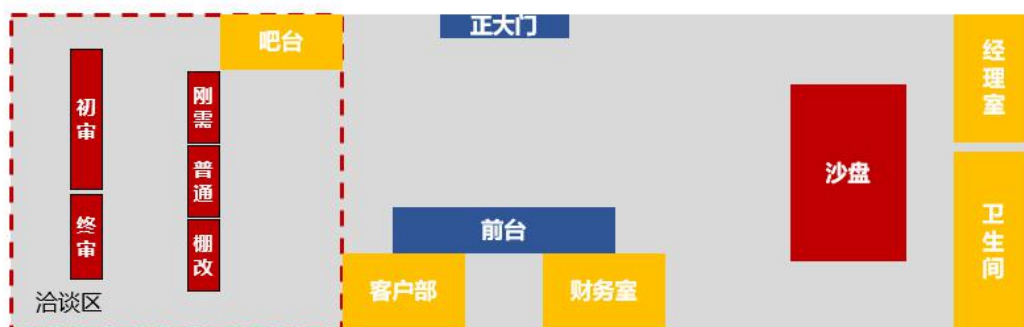 正大门
吧台
经理室
初审
刚需
普通
沙盘
终审
棚改
前台
卫生间
客户部
财务室
洽谈区